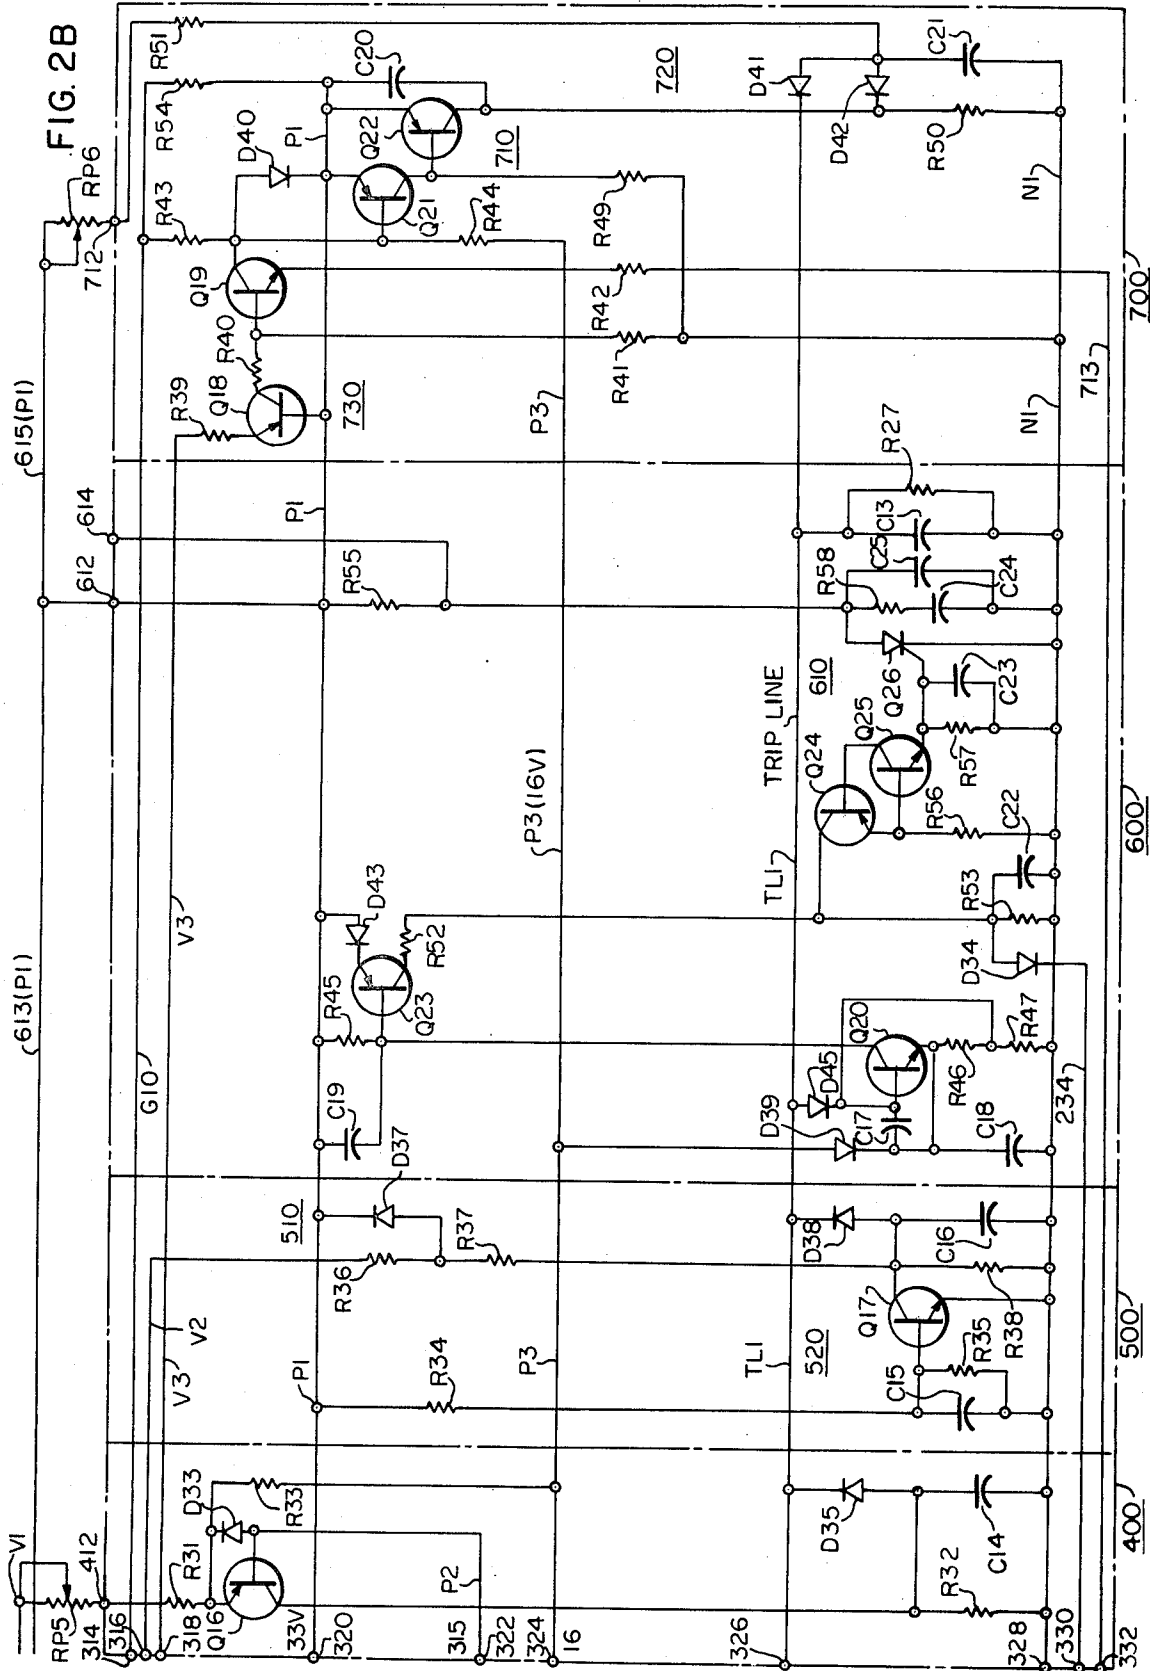 FIG. 2B
613(P1)
615(P1)
RP6
712
614
612
V1
RP5
412
314
316
318
R31
Q16
D33
R33
33V
320
P2
315
322
324
16
326
D35
C14
R32
328
330
332
400
G10
V3
V2
V3
P1
R34
P3
R36
510
D37
R37
TL1
520
Q17
D38
C16
R38
R35
C15
500
C19
R45
D43
Q23
R52
P3(16V)
D39
D45
C17
Q20
C18
R46
R47
234
D34
R53
C22
TL1
TRIP LINE
Q24
Q25
610
R56
R57
Q26
C23
R58
C25
C24
C13
R27
R55
P1
600
R39
Q18
R40
730
Q19
R43
D40
P1
R54
R51
Q21
R44
Q22
C20
710
P3
R41
R42
R49
720
D41
D42
C21
R50
N1
N1
713
700